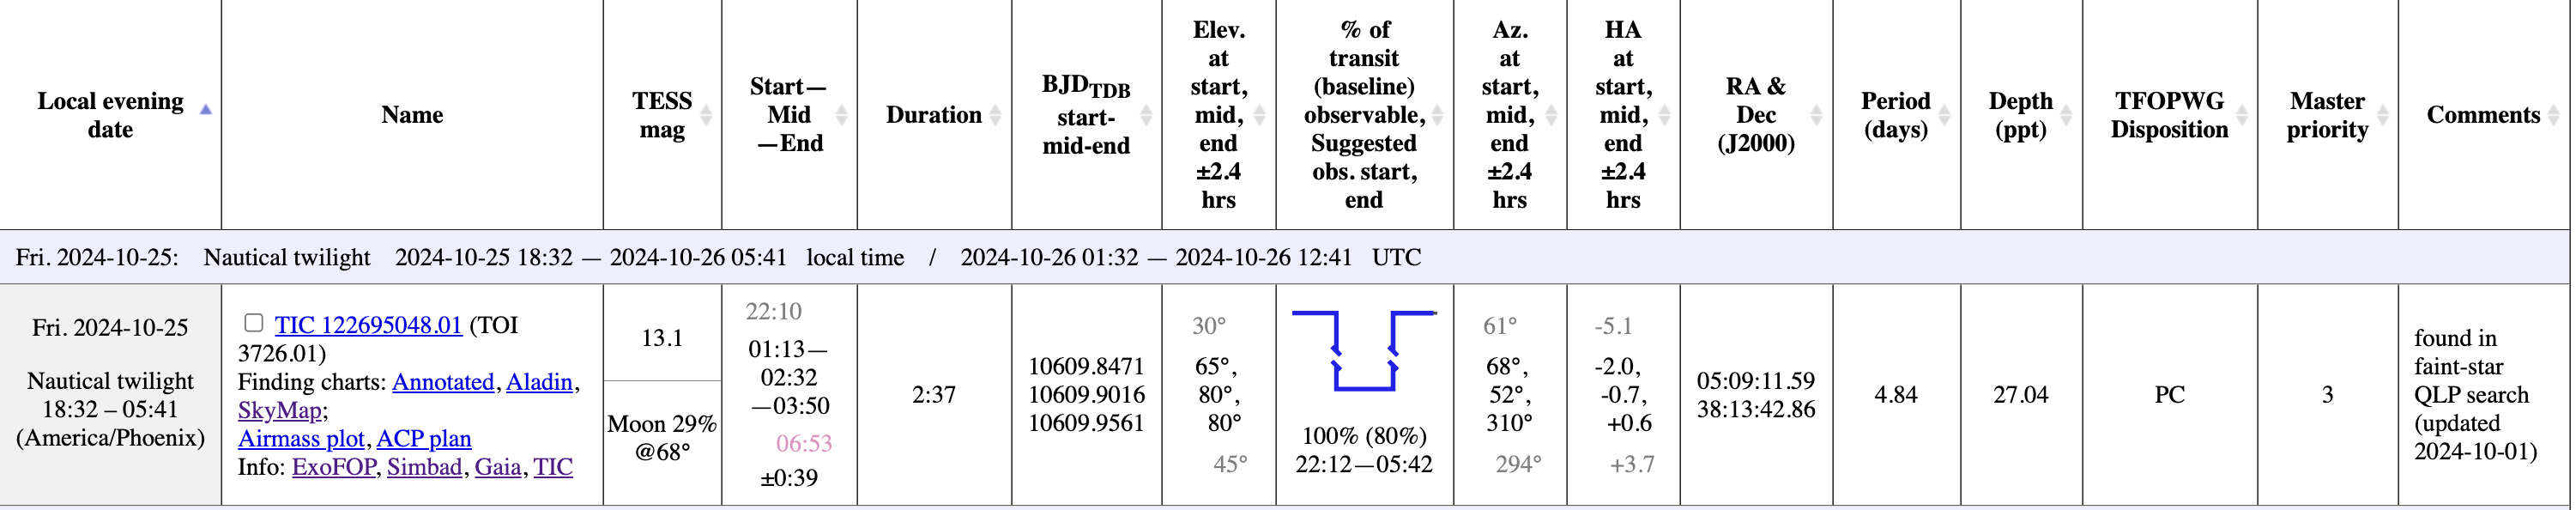 Local evening
date
Name
TESS
mag
Start—
Mid
—End
Duration
BJDTDB
start-
mid-end
Elev.
at
start,
mid,
end
±2.4
hrs
% of
transit
(baseline)
observable,
Suggested
obs. start,
end
Az.
at
start,
mid,
end
±2.4
hrs
HA
at
start,
mid,
end
±2.4
hrs
RA &
Dec
(J2000)
Period
(days)
Depth
(ppt)
TFOPWG
Disposition
Master
priority
Comments
Fri. 2024-10-25: Nautical twilight 2024-10-25 18:32 — 2024-10-26 05:41 local time / 2024-10-26 01:32 — 2024-10-26 12:41 UTC
Fri. 2024-10-25
Nautical twilight
18:32 – 05:41
(America/Phoenix)
TIC 122695048.01 (TOI
3726.01)
Finding charts: Annotated, Aladin,
SkyMap;
Airmass plot, ACP plan
Info: ExoFOP, Simbad, Gaia, TIC
13.1
Moon 29%
@68°
22:10
01:13—
02:32
—03:50
06:53
±0:39
2:37
10609.8471
10609.9016
10609.9561
30°
65°,
80°,
80°
45°
100% (80%)
22:12—05:42
61°
68°,
52°,
310°
294°
-5.1
-2.0,
-0.7,
+0.6
+3.7
05:09:11.59
38:13:42.86
4.84
27.04
PC
3
found in
faint-star
QLP search
(updated
2024-10-01)